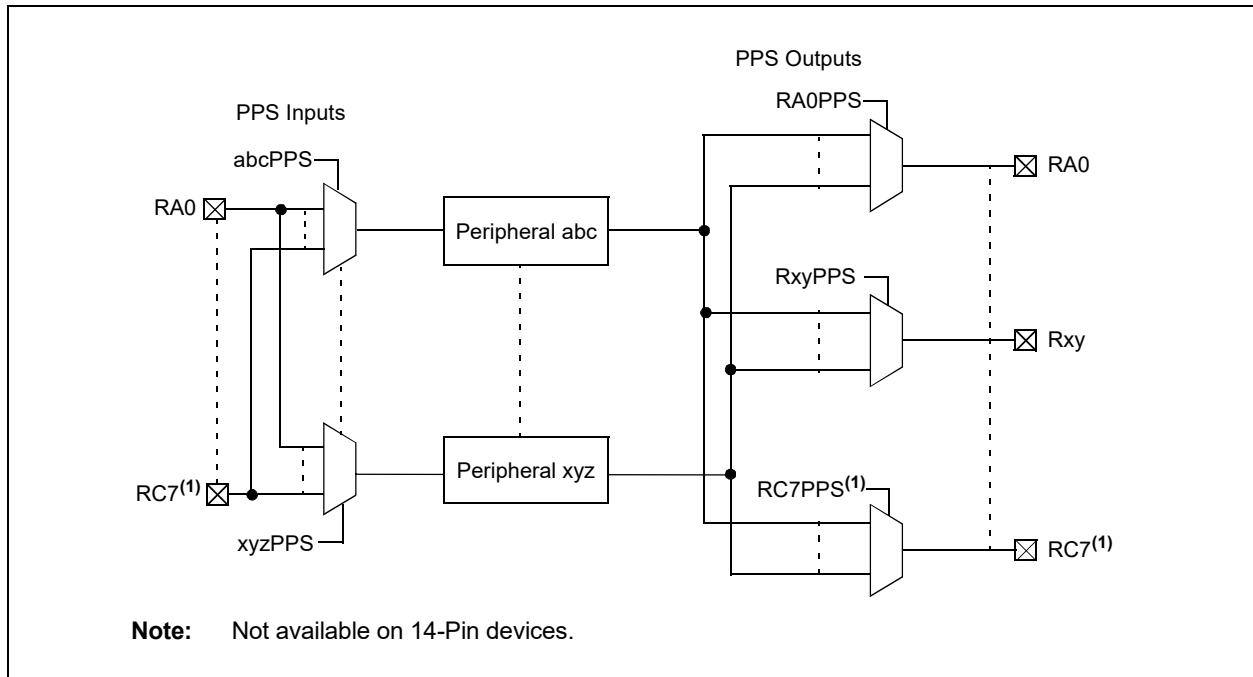 PPS Outputs
RA0PPS
PPS Inputs
abcPPS
RA0
Peripheral abc
RA0
RxyPPS
Rxy
RC7(1)
Peripheral xyz
RC7PPS(1)
xyzPPS
RC7(1)
Note: Not available on 14-Pin devices.